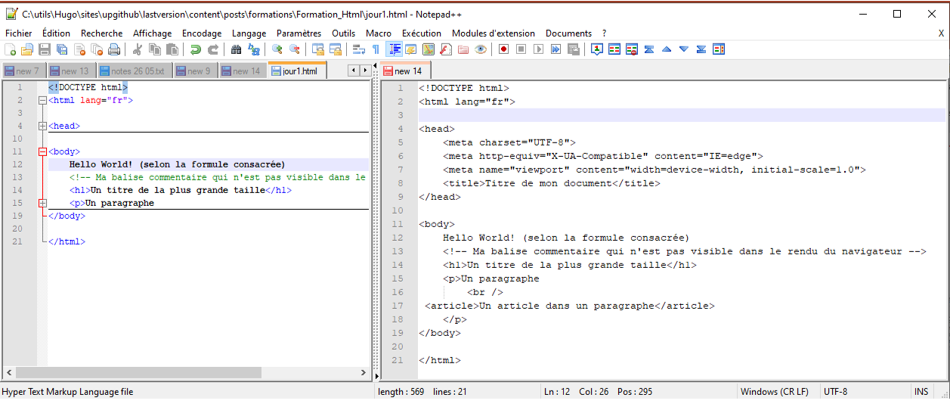 C:\utils\Hugo\sites\upgithub\lastversion\content\posts\formations\Formation_Html\jour1.html - Notepad++
Fichier Édition Recherche Affichage Encodage Langage Paramètres Outils Macro Exécution Modules d'extension Documents ? X
new 7 new 13 notes 26 05.txt new 9 new 14 jour1.html
1 <!DOCTYPE html>
2 <html lang="fr">
3
4 <head>
10
11 <body>
12 Hello World! (selon la formule consacrée)
13 <!-- Ma balise commentaire qui n'est pas visible dans le
14 <h1>Un titre de la plus grande taille</h1>
15 <p>Un paragraphe
19 </body>
20
21 </html>
new 14
1 <!DOCTYPE html>
2 <html lang="fr">
3
4 <head>
5 <meta charset="UTF-8">
6 <meta http-equiv="X-UA-Compatible" content="IE=edge">
7 <meta name="viewport" content="width=device-width, initial-scale=1.0">
8 <title>Titre de mon document</title>
9 </head>
10
11 <body>
12 Hello World! (selon la formule consacrée)
13 <!-- Ma balise commentaire qui n'est pas visible dans le rendu du navigateur -->
14 <h1>Un titre de la plus grande taille</h1>
15 <p>Un paragraphe
16 <br />
17 <article>Un article dans un paragraphe</article>
18 </p>
19 </body>
20
21 </html>
Hyper Text Markup Language file length : 569 lines : 21 Ln : 12 Col : 26 Pos : 295 Windows (CR LF) UTF-8 INS